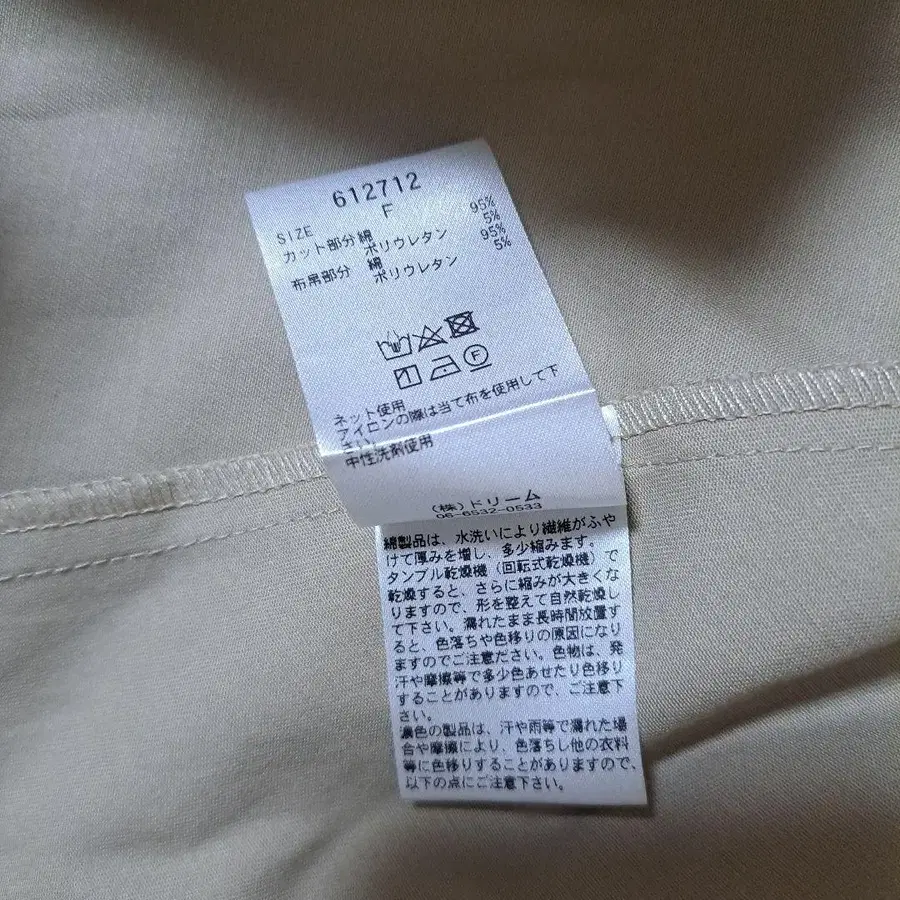 612712
SIZE F
カット部分 綿 95%
ポリウレタン 5%
布帛部分 綿 95%
ポリウレタン 5%
F
ネット使用
アイロンの際は当て布を使用して下
さい。
中性洗剤使用
(株)ドリーム
06-6532-0533
綿製品は、水洗いにより繊維がふや
けて厚みを増し、多少縮みます。
タンブル乾燥機(回転式乾燥機)で
乾燥すると、さらに縮みが大きくな
りますので、形を整えて自然乾燥し
て下さい。濡れたまま長時間放置す
ると、色落ちや色移りの原因になり
ますのでご注意ください。色物は、発
汗や摩擦等で多少色あせたり色移り
することがありますので、ご注意下
さい。
濃色の製品は、汗や雨等で濡れた場
合や摩擦により、色落ちし他の衣料
等に色移りすることがありますので、
以下の点にご注意下さい。